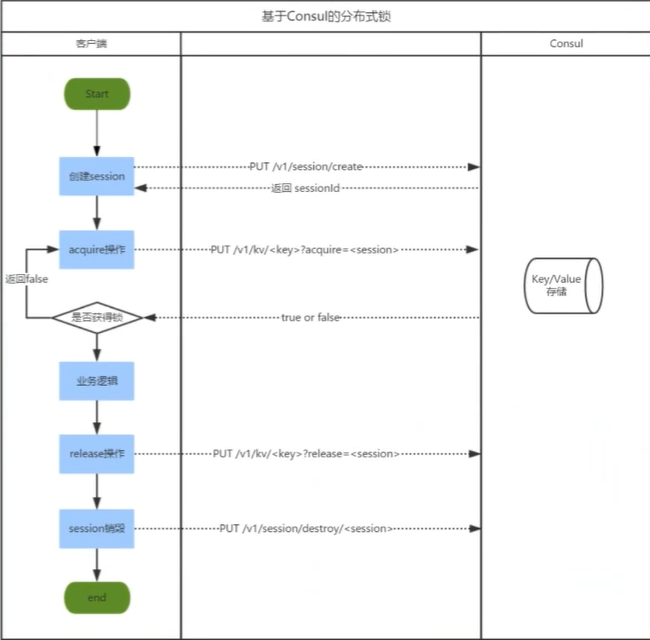 基于Consul的分布式锁
客户端
Consul
Start
PUT /v1/session/create
创建session
返回 sessionId
acquire操作
PUT /v1/kv/<key>?acquire=<session>
返回false
Key/Value
存储
是否获得锁
true or false
业务逻辑
release操作
PUT /v1/kv/<key>?release=<session>
session销毁
PUT /v1/session/destroy/<session>
end